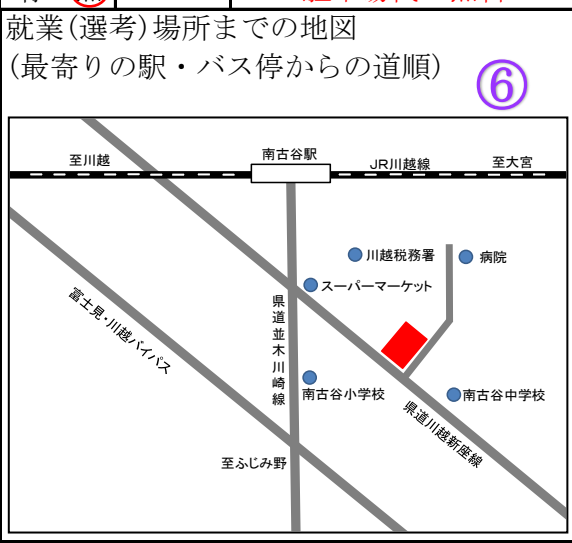 就業(選考)場所までの地図
(最寄りの駅・バス停からの道順)
⑥
至川越
南古谷駅
JR川越線
至大宮
川越税務署
病院
スーパーマーケット
富士見・川越バイパス
県道並木川崎線
南古谷小学校
南古谷中学校
県道川越新座線
至ふじみ野